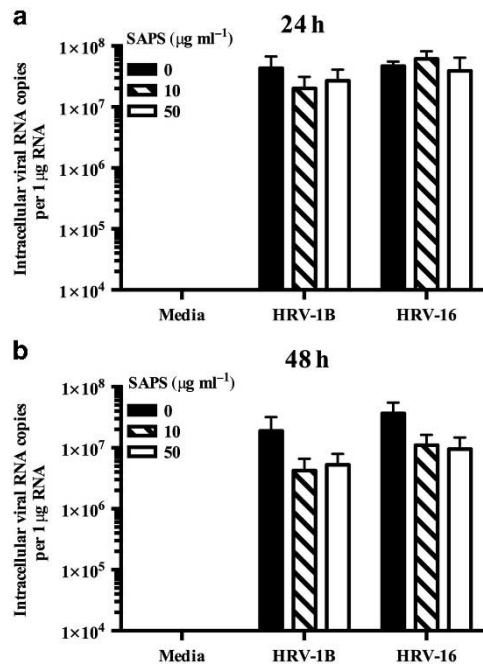 a
24 h
SAPS (μg ml⁻¹)
0
10
50
Intracellular viral RNA copies
per 1 μg RNA
1×10⁸
1×10⁷
1×10⁶
1×10⁵
1×10⁴
Media HRV-1B HRV-16
b
48 h
SAPS (μg ml⁻¹)
0
10
50
Intracellular viral RNA copies
per 1 μg RNA
1×10⁸
1×10⁷
1×10⁶
1×10⁵
1×10⁴
Media HRV-1B HRV-16